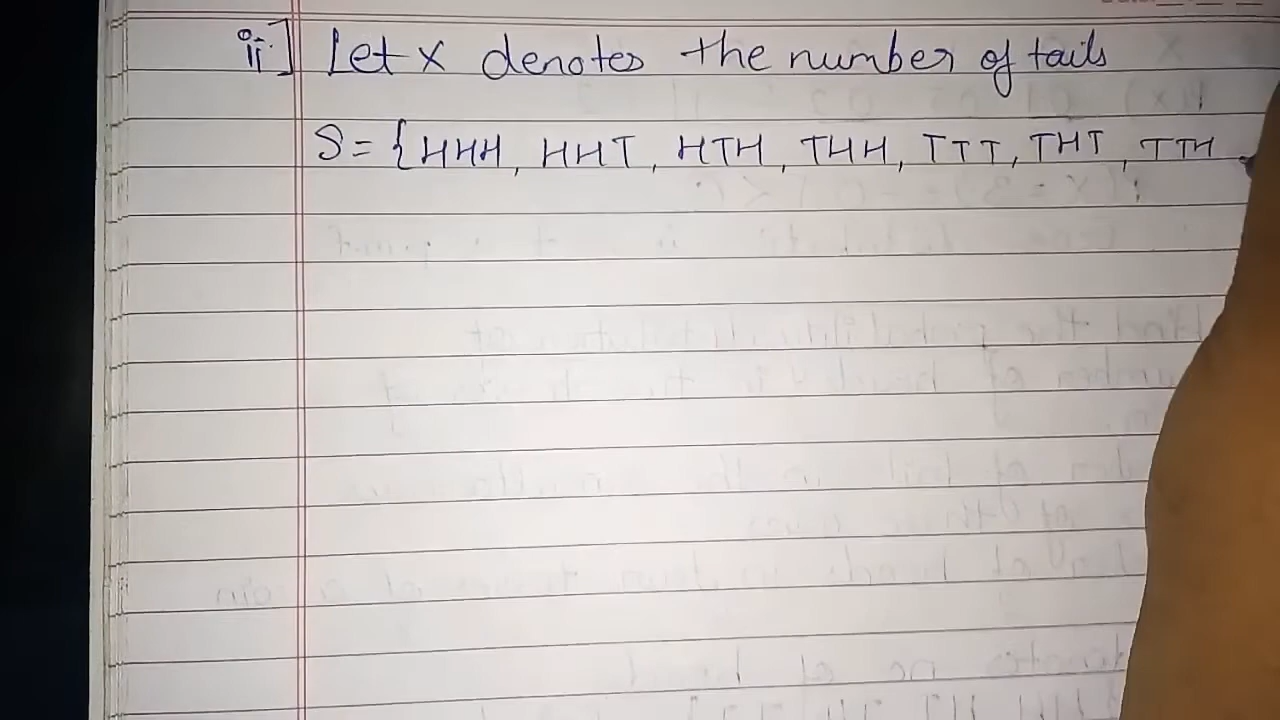 ii] Let X denotes the number of tails
S = {HHH, HHT, HTH, THH, TTT, THT, TTH